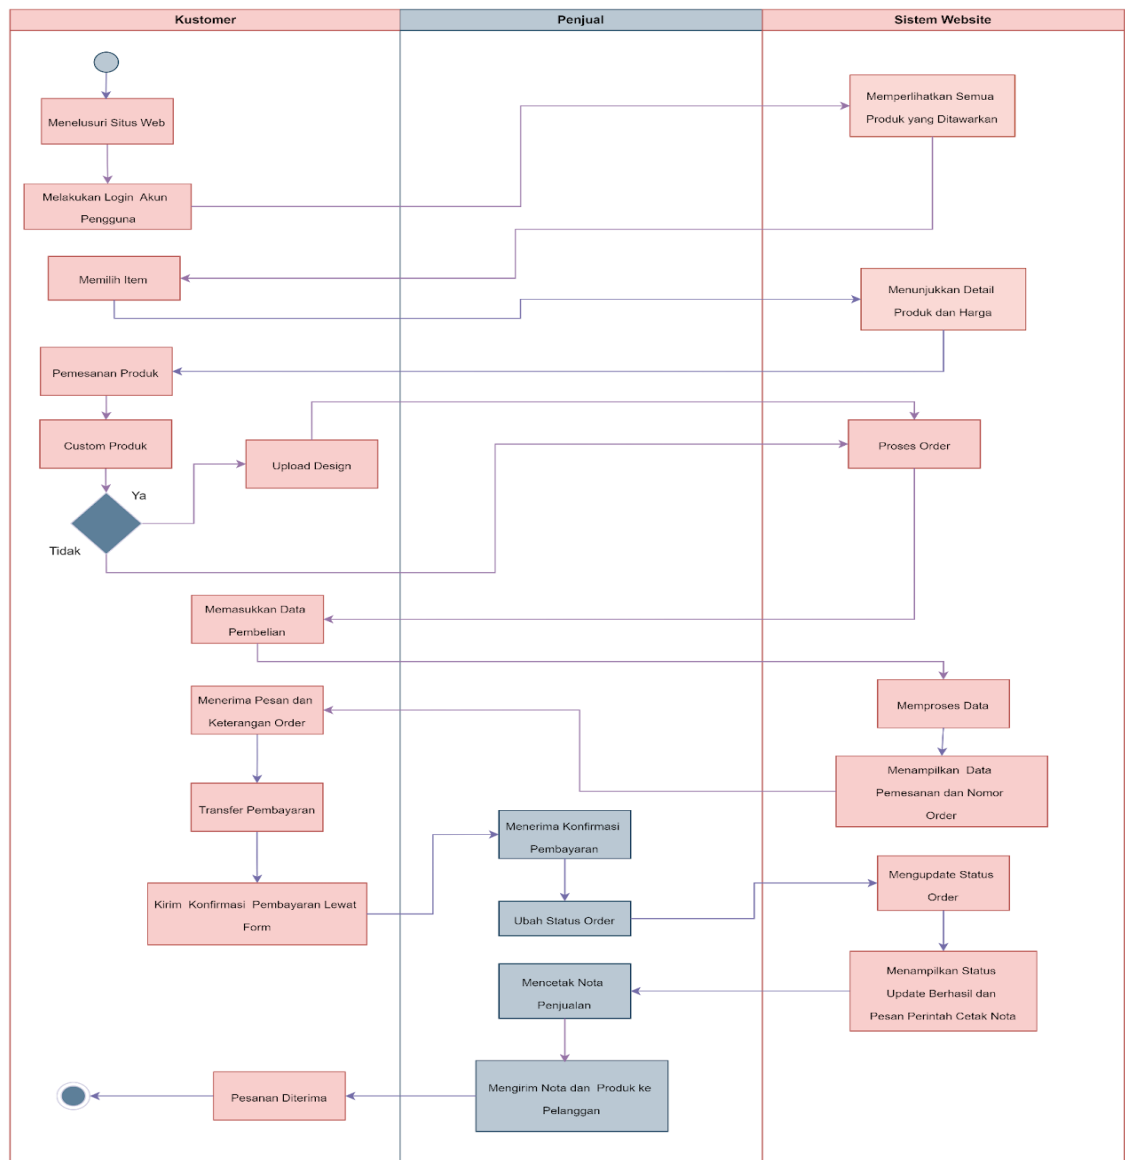 Kustomer
Penjual
Sistem Website
Menelusuri Situs Web
Memperlihatkan Semua
Produk yang Ditawarkan
Melakukan Login Akun
Pengguna
Memilih Item
Menunjukkan Detail
Produk dan Harga
Pemesanan Produk
Custom Produk
Upload Design
Proses Order
Ya
Tidak
Memasukkan Data
Pembelian
Memproses Data
Menerima Pesan dan
Keterangan Order
Menampilkan Data
Pemesanan dan Nomor
Order
Transfer Pembayaran
Menerima Konfirmasi
Pembayaran
Kirim Konfirmasi Pembayaran Lewat
Form
Ubah Status Order
Mengupdate Status
Order
Menampilkan Status
Update Berhasil dan
Pesan Perintah Cetak Nota
Mencetak Nota
Penjualan
Mengirim Nota dan Produk ke
Pelanggan
Pesanan Diterima